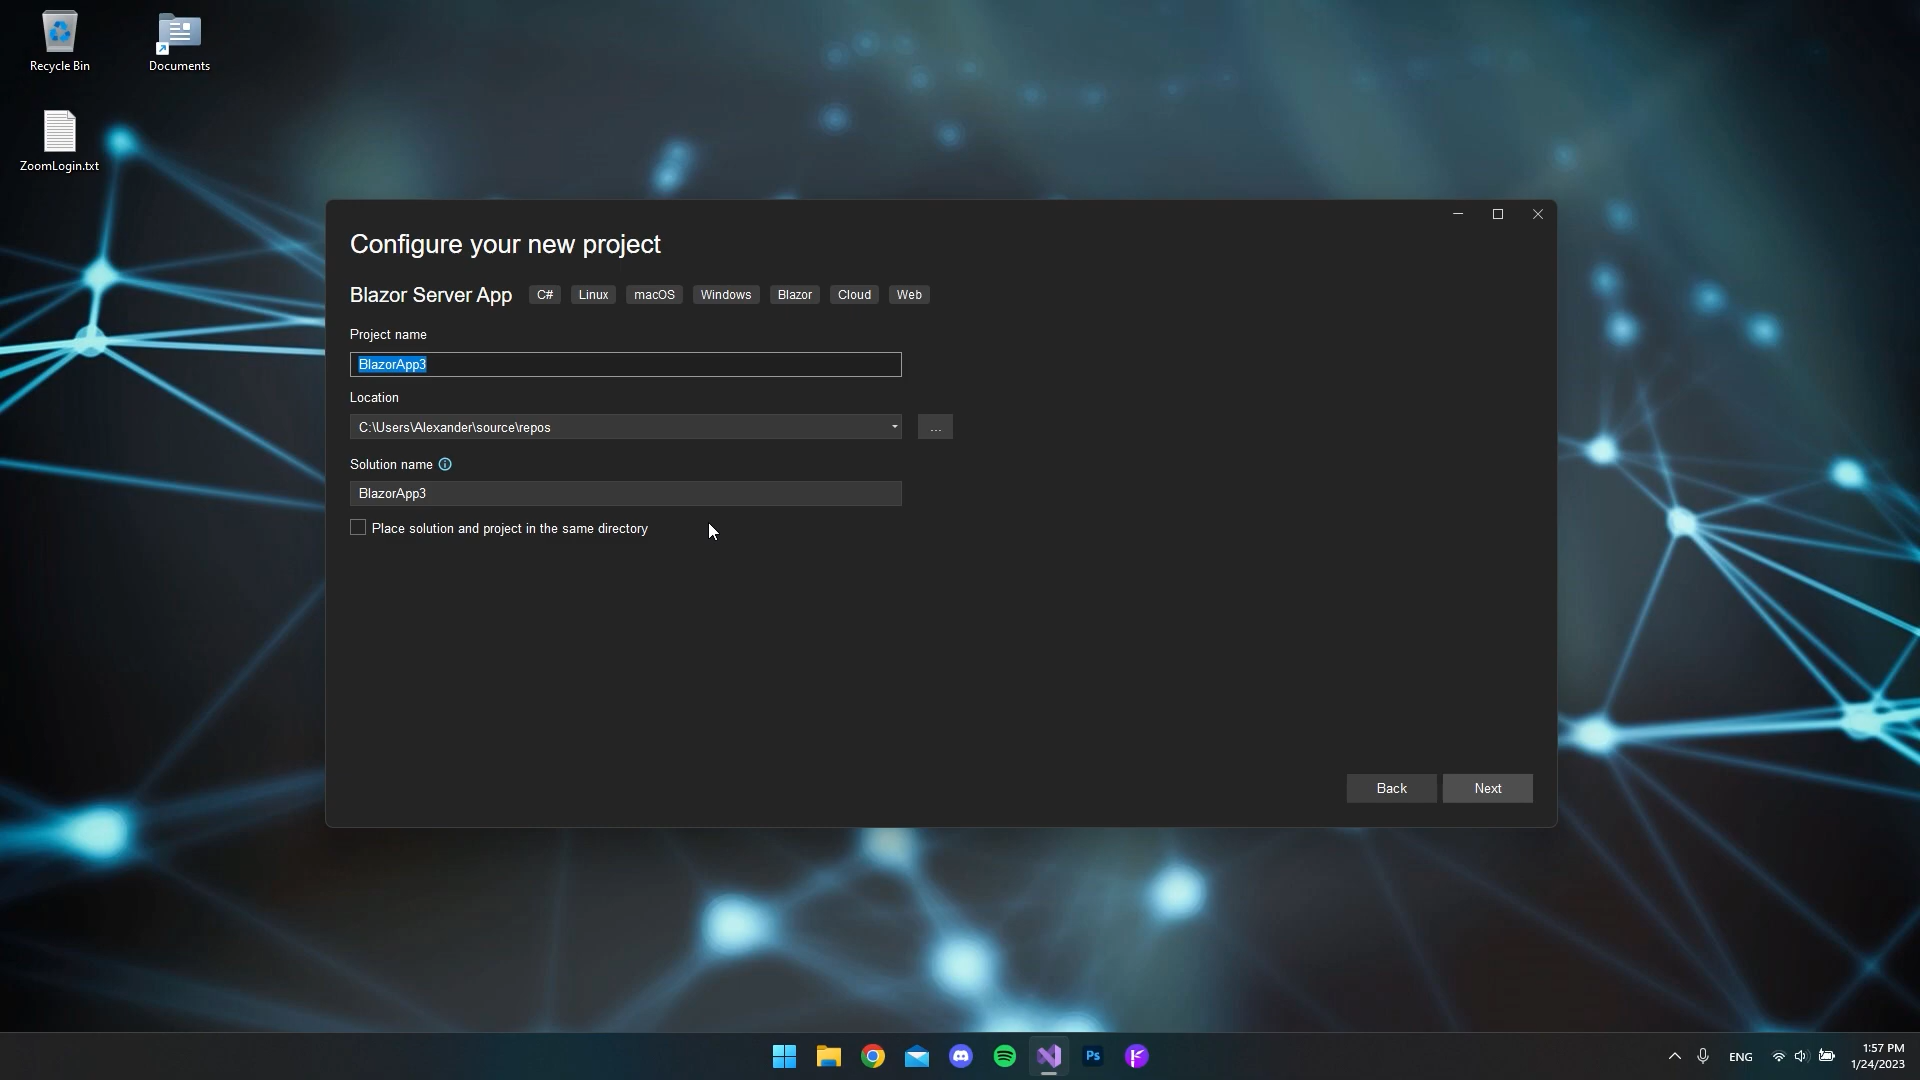 Recycle Bin
Documents
ZoomLogin.txt
Configure your new project
Blazor Server App C# Linux macOS Windows Blazor Cloud Web
Project name
BlazorApp3
Location
C:\Users\Alexander\source\repos
...
Solution name
BlazorApp3
Place solution and project in the same directory
Back
Next
Ps
ENG
1:57 PM
1/24/2023